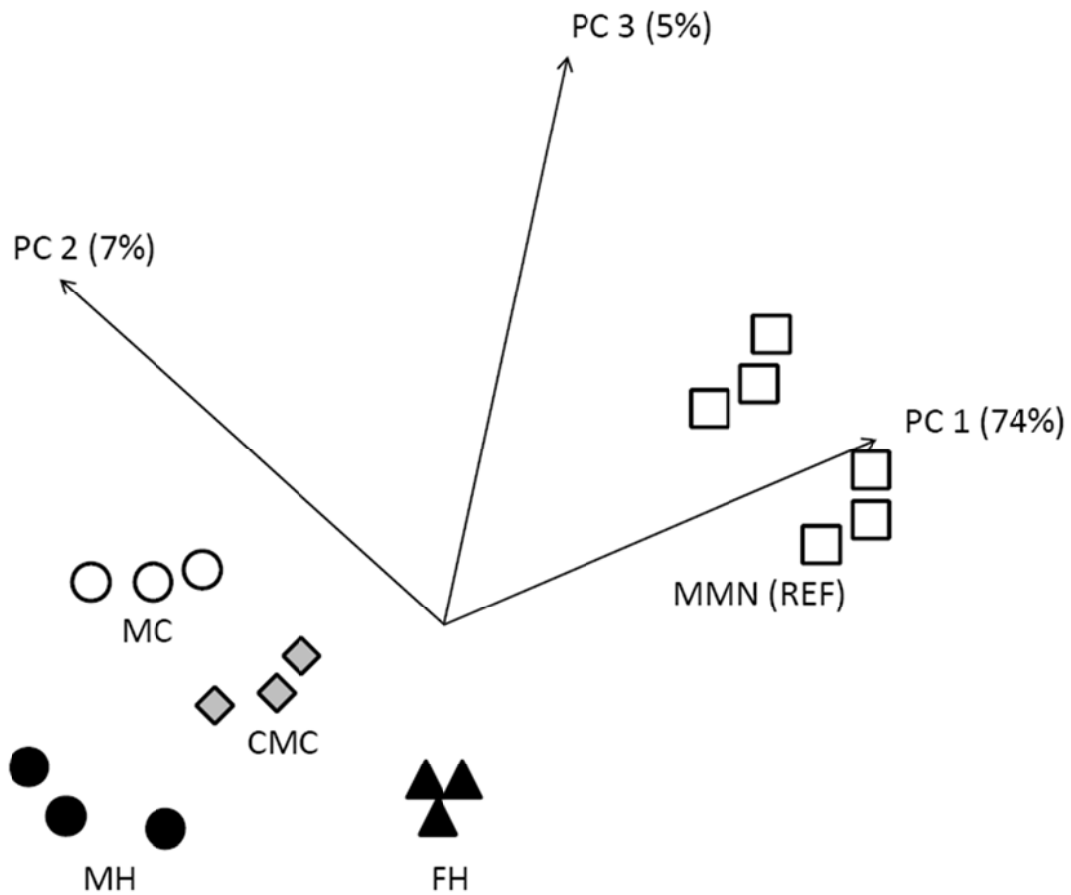 PC 3 (5%)
PC 2 (7%)
PC 1 (74%)
MMN (REF)
MC
CMC
MH
FH